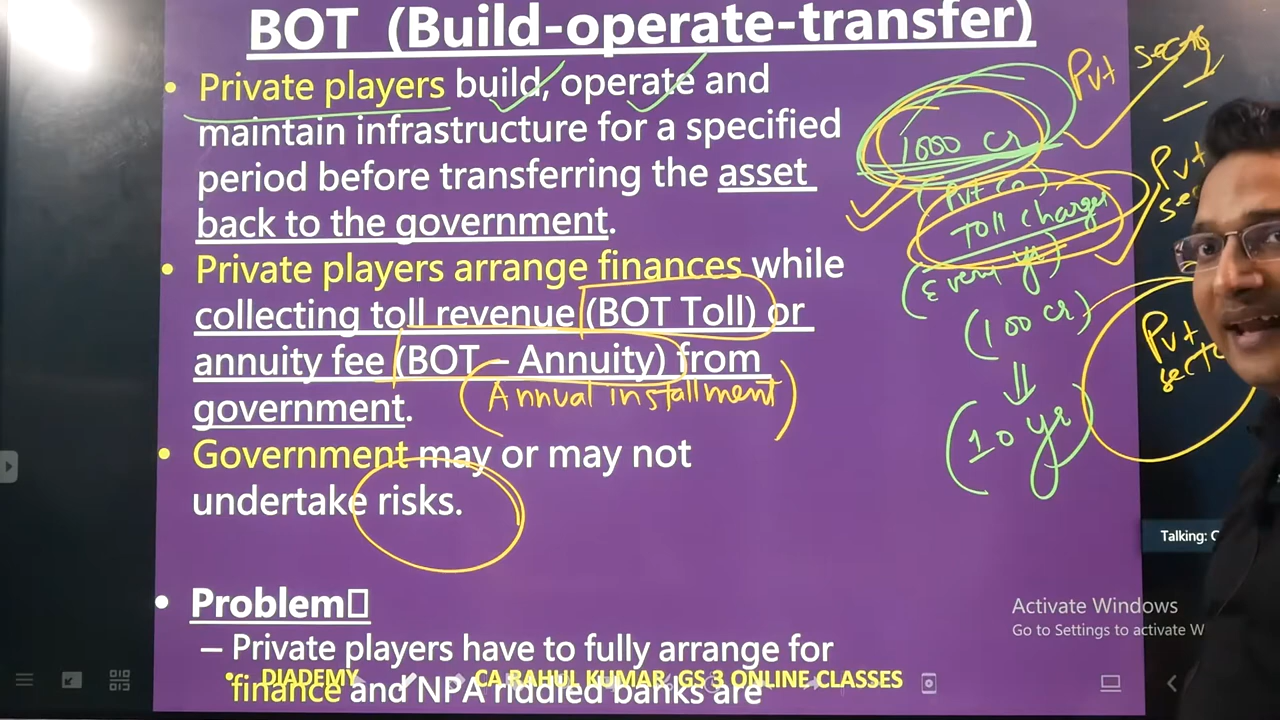 BOT (Build-operate-transfer)
• Private players build, operate and
maintain infrastructure for a specified
period before transferring the asset
back to the government.
• Private players arrange finances while
collecting toll revenue (BOT Toll) or
annuity fee (BOT – Annuity) from
government.
(Annual installment)
• Government may or may not
undertake risks.
• Problem
– Private players have to fully arrange for
finance and NPA riddled banks are
• DIADEMY
CA RAHUL KUMAR, GS 3 ONLINE CLASSES
1000 cr
Pvt
(Pvt Co)
Toll charges
(Every yr)
(100 cr)
(10 yr)
Pvt
Pvt
Talking:
Activate Windows
Go to Settings to activate W